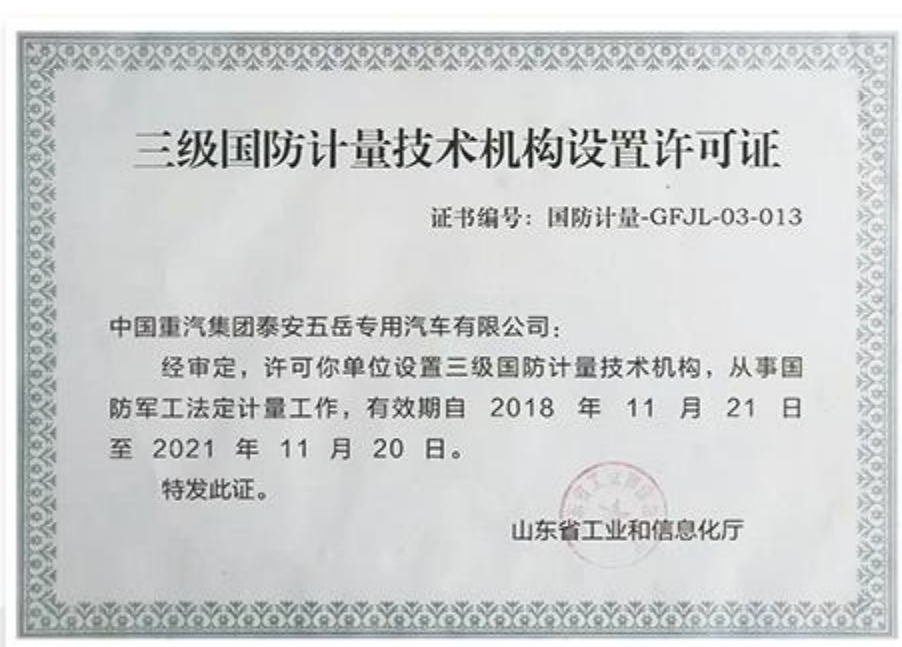 三级国防计量技术机构设置许可证
证书编号：国防计量-GFJL-03-013
中国重汽集团泰安五岳专用汽车有限公司：
经审定，许可你单位设置三级国防计量技术机构，从事国
防军工法定计量工作，有效期自 2018 年 11 月 21 日
至 2021 年 11 月 20 日。
特发此证。
山东省工业和信息化厅